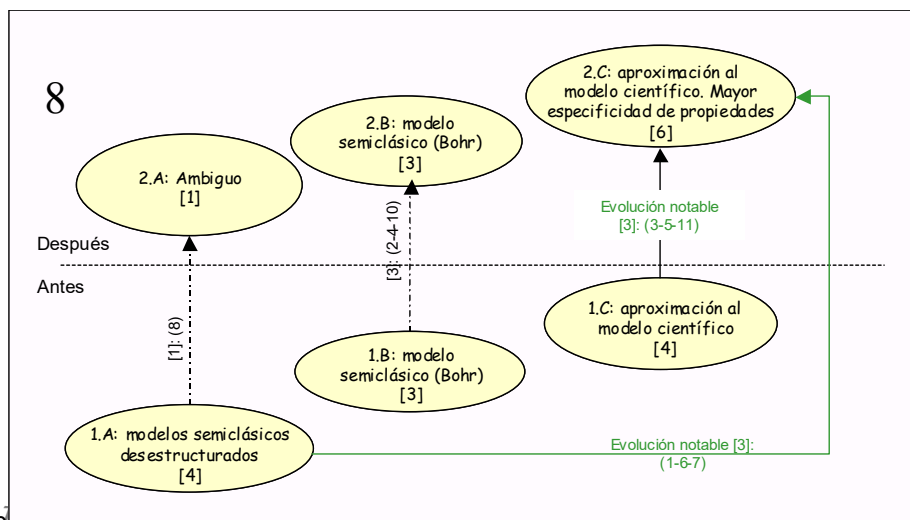 8
2.C: aproximación al
modelo científico. Mayor
especificidad de propiedades
[6]
2.B: modelo
semiclásico (Bohr)
[3]
2.A: Ambiguo
[1]
Evolución notable
[3]: (3-5-11)
Después
[3]: (2-4-10)
Antes
1.C: aproximación al
modelo científico
[4]
[1]: (8)
1.B: modelo
semiclásico (Bohr)
[3]
1.A: modelos semiclásicos
desestructurados
[4]
Evolución notable [3]:
(1-6-7)